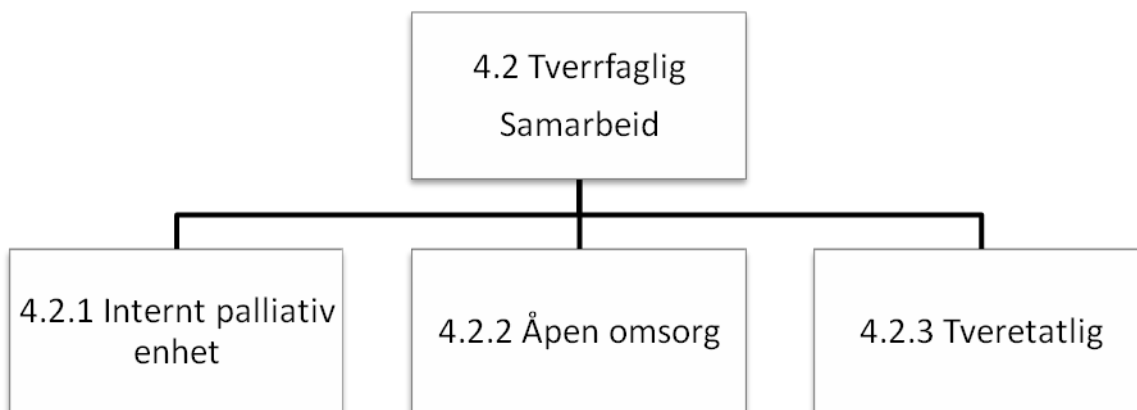 4.2 Tverrfaglig
Samarbeid
4.2.1 Internt palliativ
enhet
4.2.2 Åpen omsorg
4.2.3 Tveretatlig